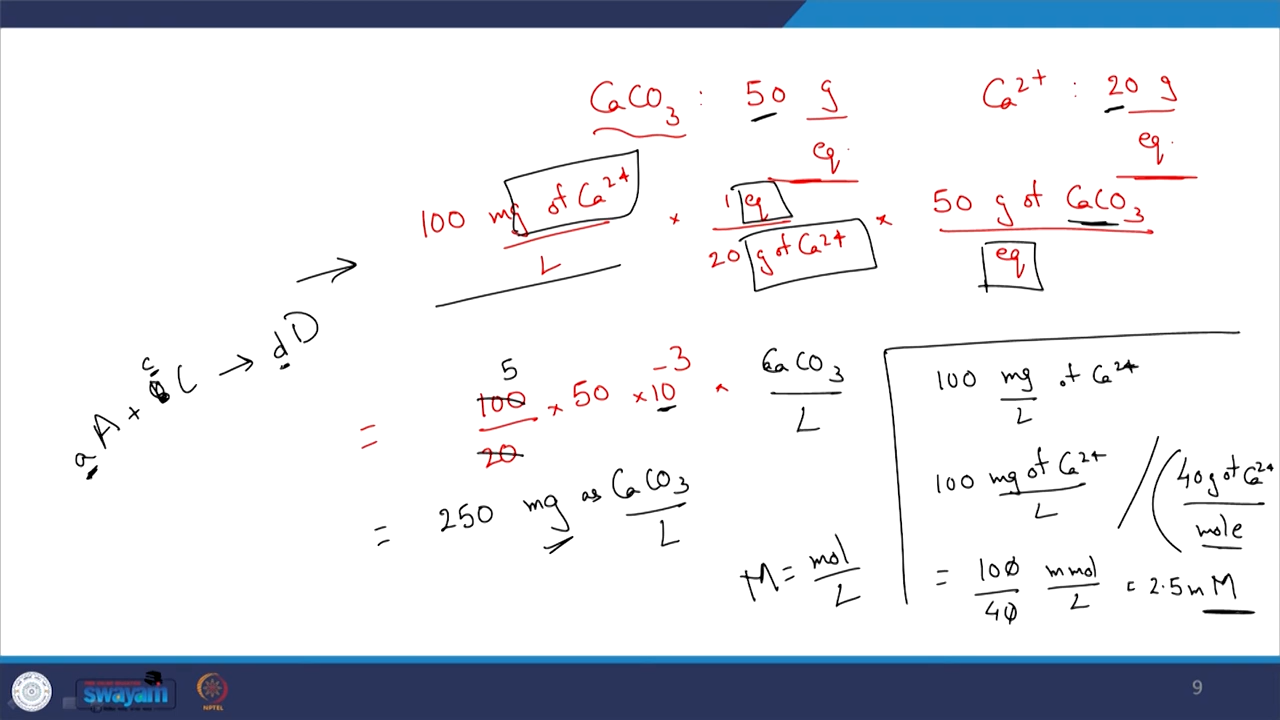 CaCO₃ : 50 g/eq. Ca²⁺ : 20 g/eq.
100 mg of Ca²⁺/L × 1 eq/20 g of Ca²⁺ × 50 g of CaCO₃/eq
aA + cC → dD →
= 100/20 5 × 50 × 10⁻³ × CaCO₃/L
= 250 mg as CaCO₃/L
M = mol/L
100 mg/L of Ca²⁺
100 mg of Ca²⁺/L / (40 g of Ca²⁺/mole
= 100/40 mmol/L = 2.5 m M
swayam
NPTEL
9